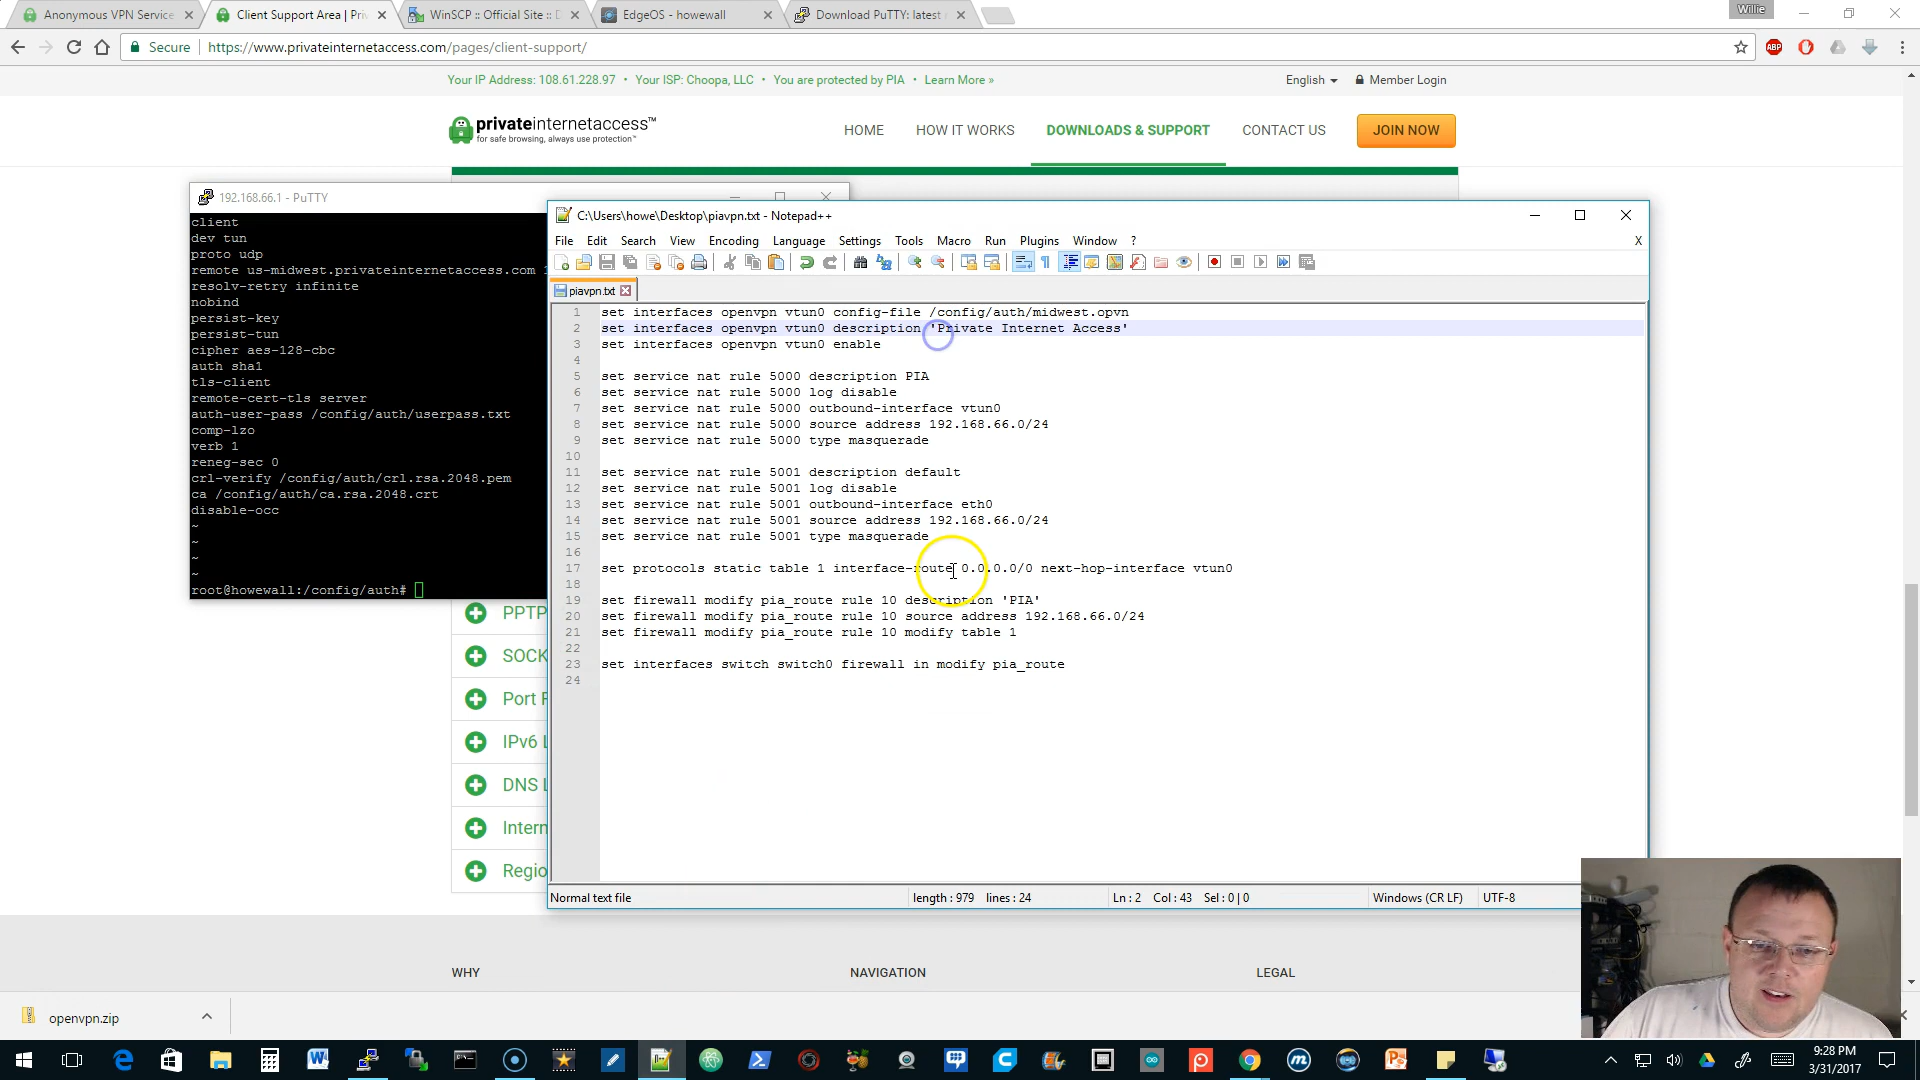 Anonymous VPN Service
Client Support Area | Pri
WinSCP :: Official Site :: D
EdgeOS - howewall
Download PuTTY: latest
Willie
Secure
https://www.privateinternetaccess.com/pages/client-support/
ABP
Your IP Address: 108.61.228.97 • Your ISP: Choopa, LLC • You are protected by PIA • Learn More »
English
Member Login
privateinternetaccess™
for safe browsing, always use protection™
HOME
HOW IT WORKS
DOWNLOADS & SUPPORT
CONTACT US
JOIN NOW
192.168.66.1 - PuTTY
client
dev tun
proto udp
remote us-midwest.privateinternetaccess.com 1
resolv-retry infinite
nobind
persist-key
persist-tun
cipher aes-128-cbc
auth sha1
tls-client
remote-cert-tls server
auth-user-pass /config/auth/userpass.txt
comp-lzo
verb 1
reneg-sec 0
crl-verify /config/auth/crl.rsa.2048.pem
ca /config/auth/ca.rsa.2048.crt
disable-occ
~
~
~
~
root@howewall:/config/auth#
C:\Users\howe\Desktop\piavpn.txt - Notepad++
File Edit Search View Encoding Language Settings Tools Macro Run Plugins Window ?
X
piavpn.txt
1 set interfaces openvpn vtun0 config-file /config/auth/midwest.opvn
2 set interfaces openvpn vtun0 description 'Private Internet Access'
3 set interfaces openvpn vtun0 enable
4
5 set service nat rule 5000 description PIA
6 set service nat rule 5000 log disable
7 set service nat rule 5000 outbound-interface vtun0
8 set service nat rule 5000 source address 192.168.66.0/24
9 set service nat rule 5000 type masquerade
10
11 set service nat rule 5001 description default
12 set service nat rule 5001 log disable
13 set service nat rule 5001 outbound-interface eth0
14 set service nat rule 5001 source address 192.168.66.0/24
15 set service nat rule 5001 type masquerade
16
17 set protocols static table 1 interface-route 0.0.0.0/0 next-hop-interface vtun0
18
19 set firewall modify pia_route rule 10 description 'PIA'
20 set firewall modify pia_route rule 10 source address 192.168.66.0/24
21 set firewall modify pia_route rule 10 modify table 1
22
23 set interfaces switch switch0 firewall in modify pia_route
24
Normal text file
length : 979 lines : 24
Ln : 2 Col : 43 Sel : 0 | 0
Windows (CR LF)
UTF-8
PPTP
SOCK
Port F
IPv6 L
DNS L
Intern
Regio
WHY
NAVIGATION
LEGAL
openvpn.zip
9:28 PM
3/31/2017